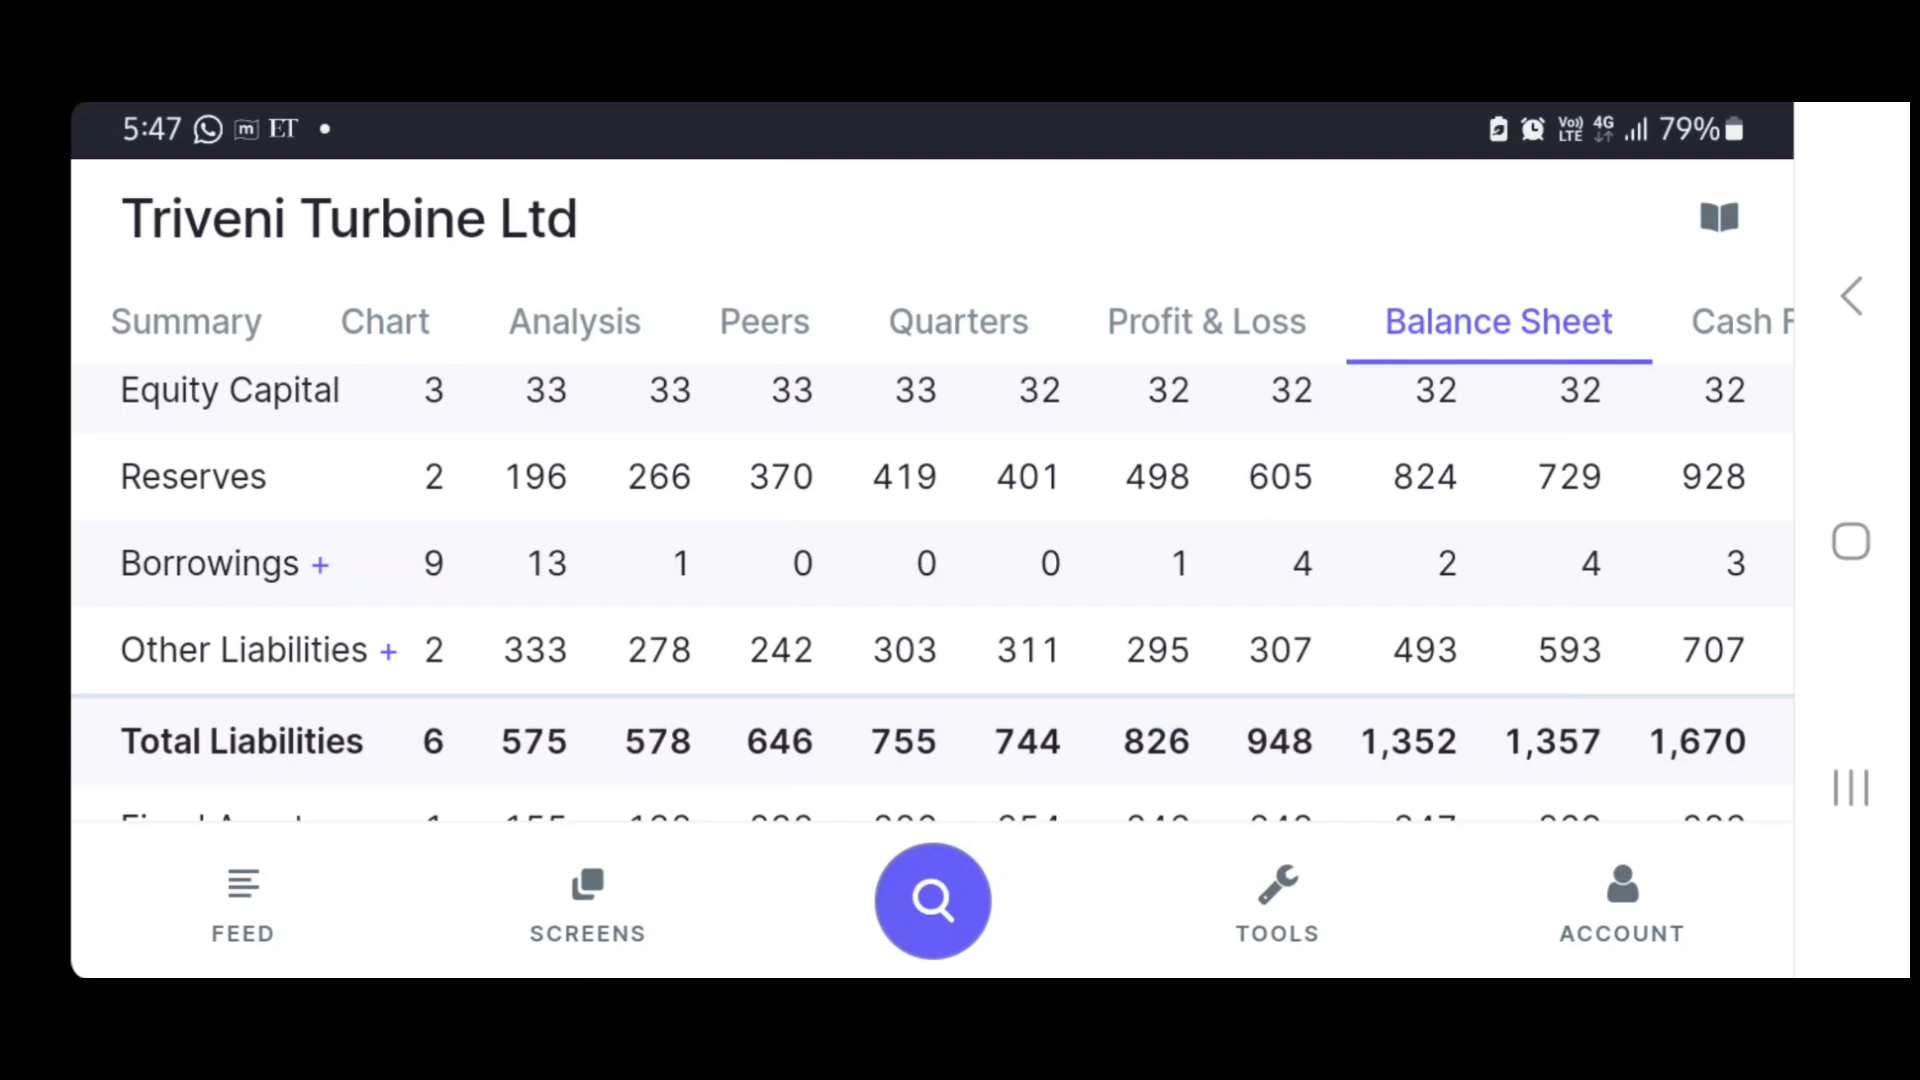 5:47 m ET Vo)) LTE 4G 79%
Triveni Turbine Ltd
Summary Chart Analysis Peers Quarters Profit & Loss Balance Sheet Cash F
Equity Capital 3 33 33 33 33 32 32 32 32 32 32
Reserves 2 196 266 370 419 401 498 605 824 729 928
Borrowings + 9 13 1 0 0 0 1 4 2 4 3
Other Liabilities + 2 333 278 242 303 311 295 307 493 593 707
Total Liabilities 6 575 578 646 755 744 826 948 1,352 1,357 1,670
FEED SCREENS TOOLS ACCOUNT